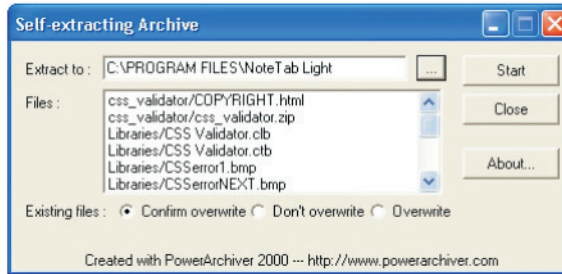 Self-extracting Archive
Extract to : C:\PROGRAM FILES\NoteTab Light ... Start
Files : css_validator/COPYRIGHT.html
css_validator/css_validator.zip
Libraries/CSS Validator.clb
Libraries/CSS Validator.ctb
Libraries/CSSerror1.bmp
Libraries/CSSerrorNEXT.bmp
Close
About...
Existing files : Confirm overwrite Don't overwrite Overwrite
Created with PowerArchiver 2000 --- http://www.powerarchiver.com